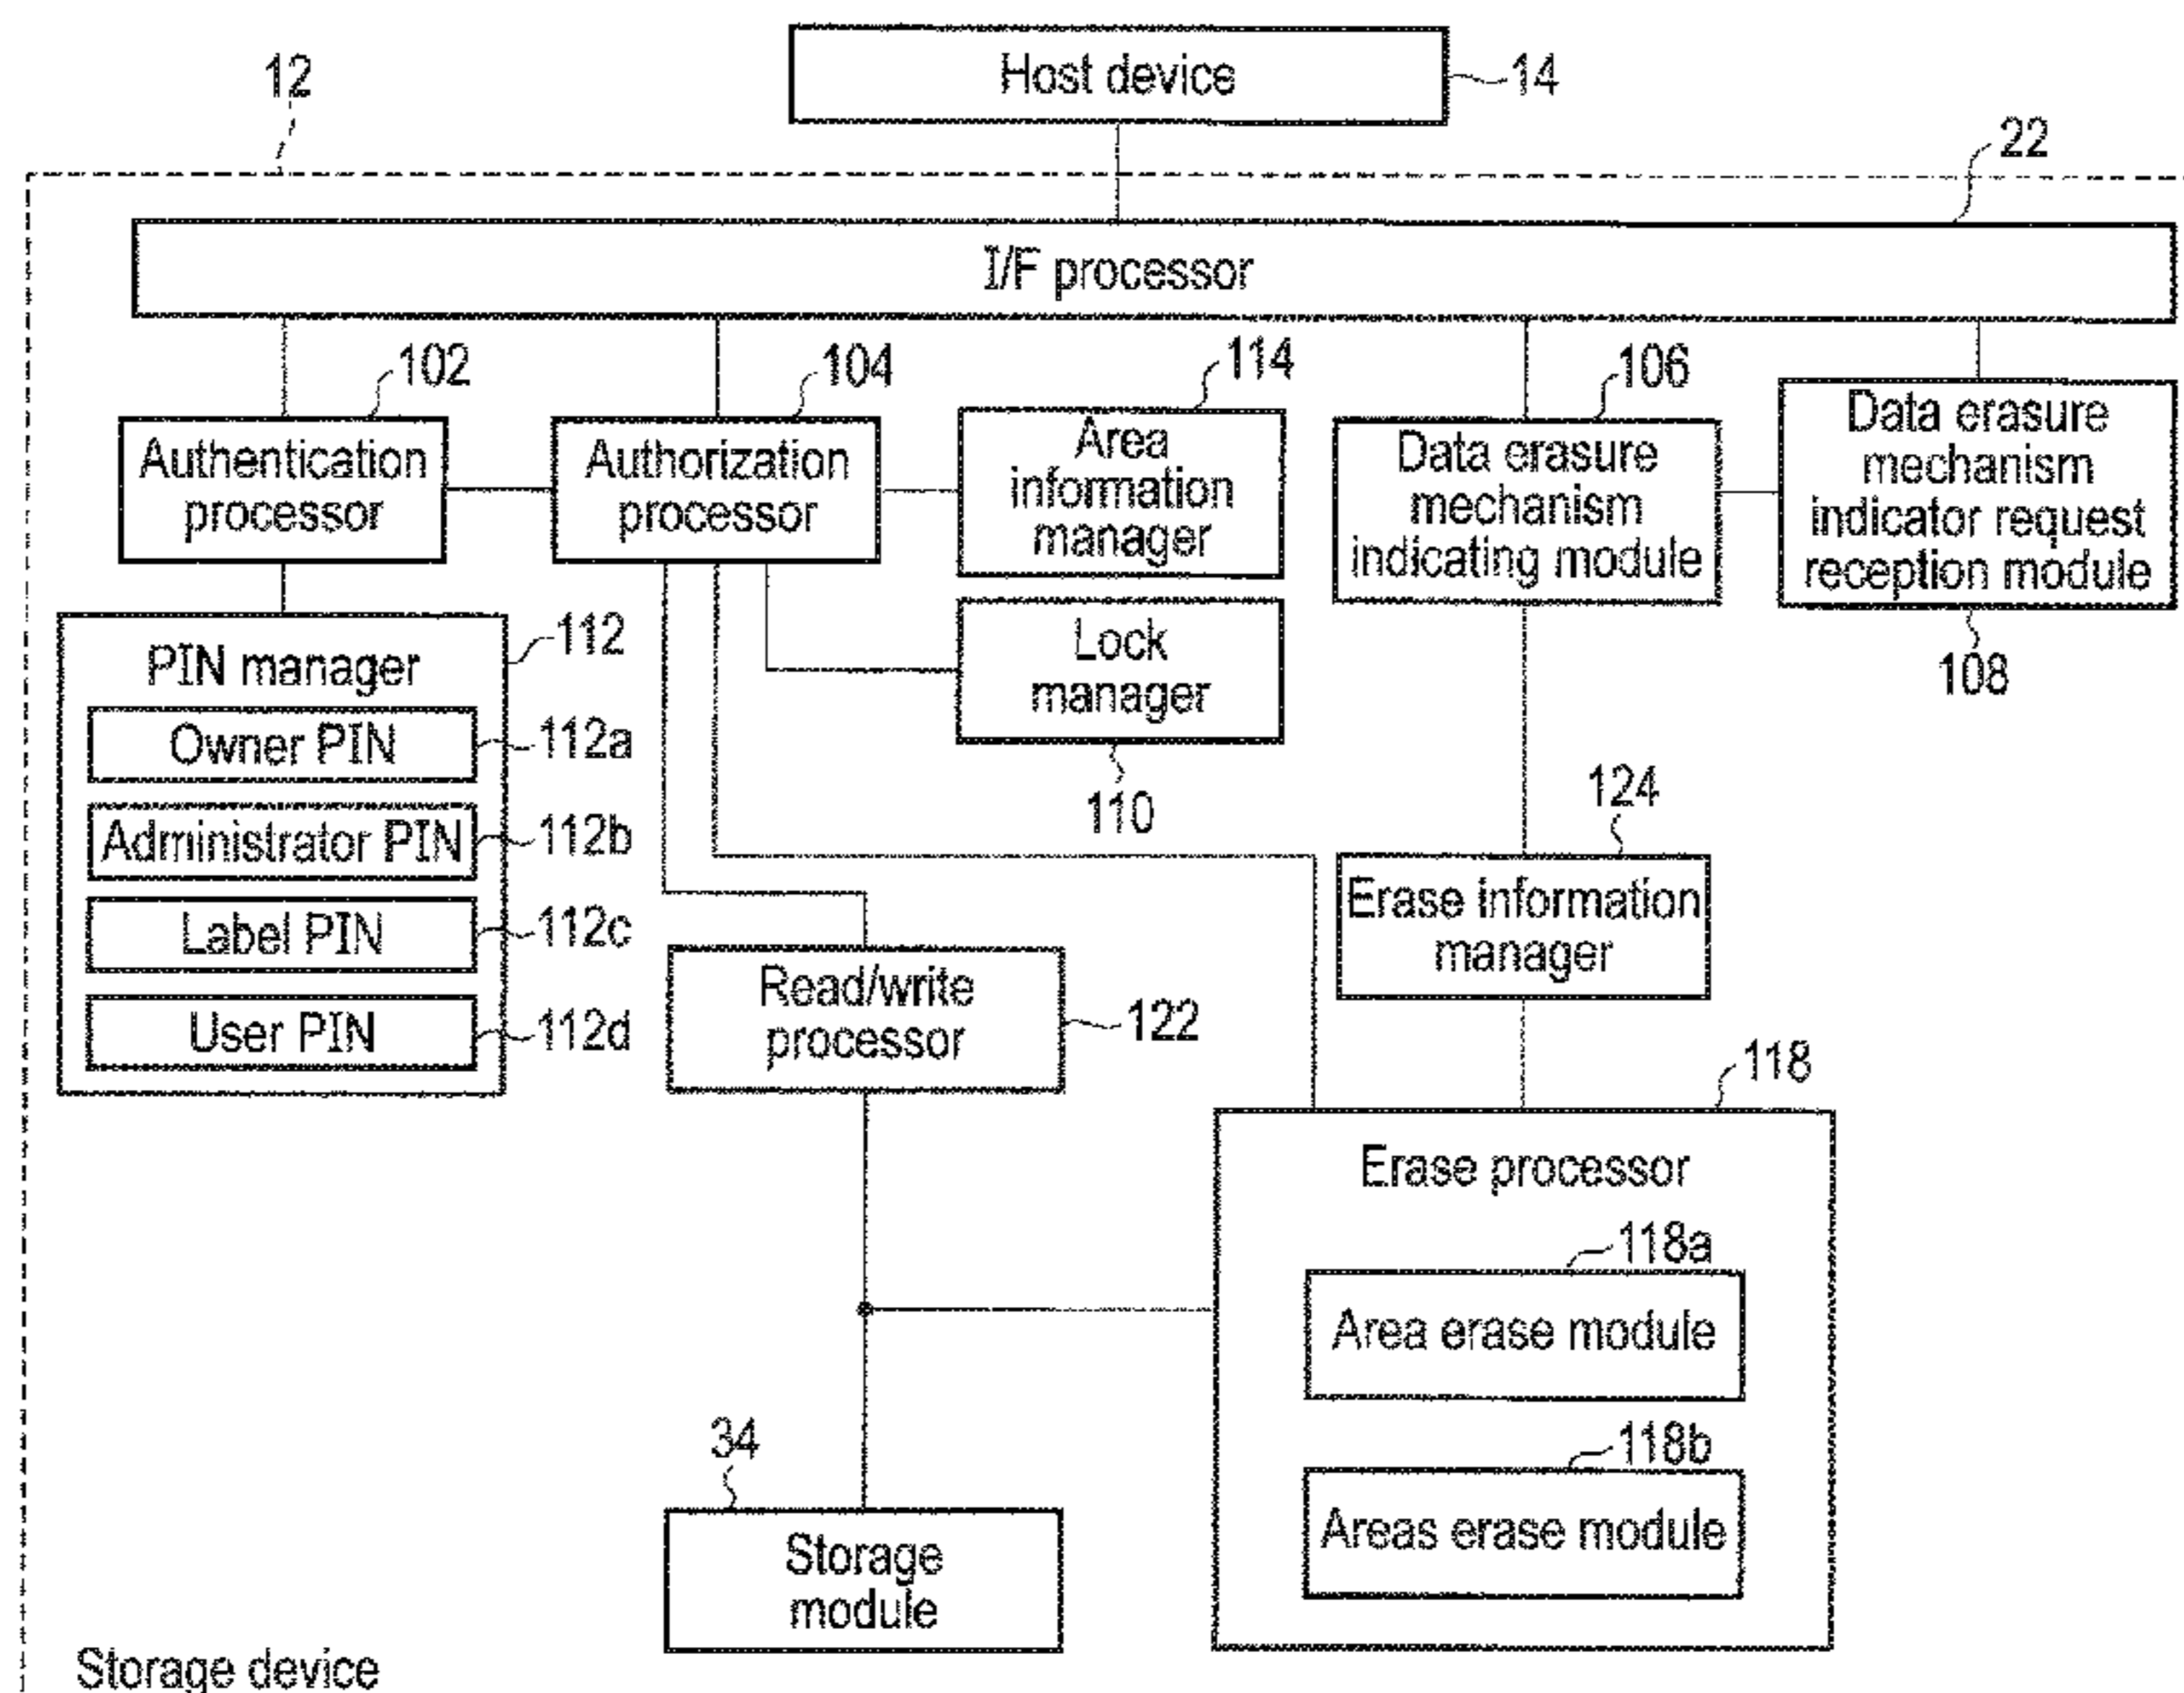 12
Host device
14
22
I/F processor
102
104
114
106
Authentication
processor
Authorization
processor
Area
information
manager
Data erasure
mechanism
indicating module
Data erasure
mechanism
indicator request
reception module
108
PIN manager
112
Owner PIN
112a
Administrator PIN
112b
Label PIN
112c
User PIN
112d
Lock
manager
110
124
Erase information
manager
Read/write
processor
122
118
Erase processor
118a
Area erase module
118b
Areas erase module
34
Storage
module
Storage device